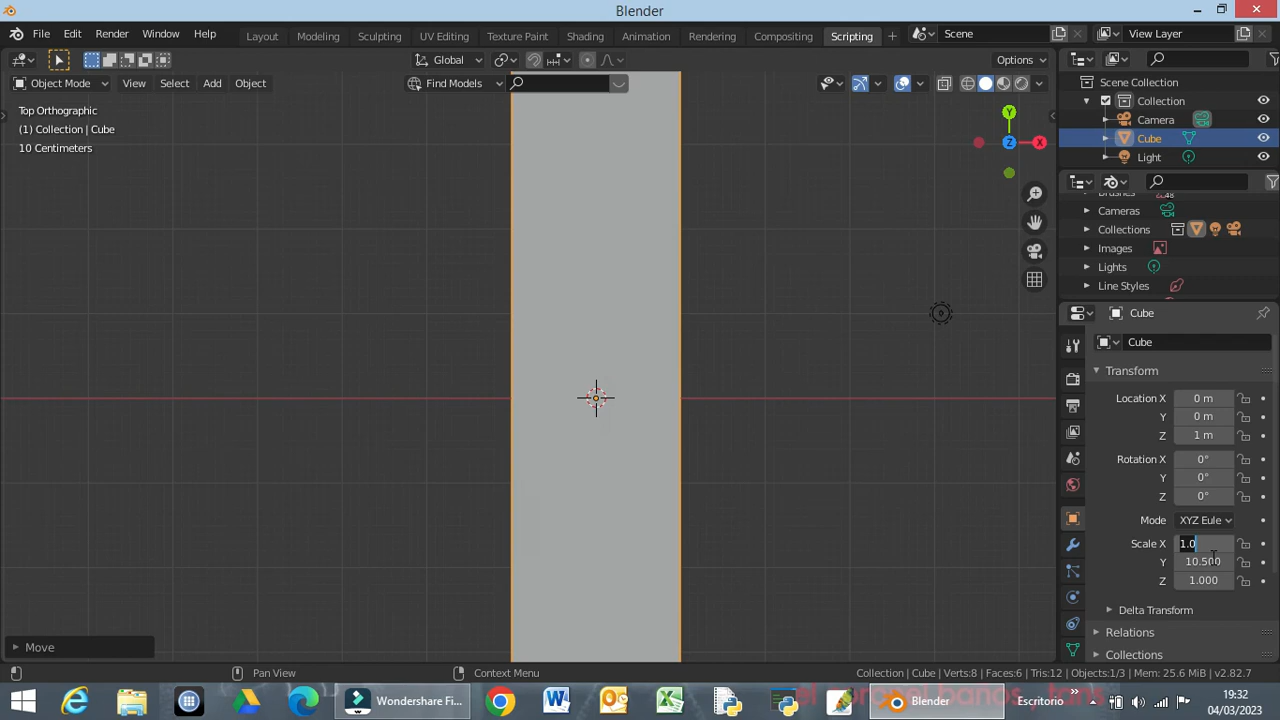 Blender
File Edit Render Window Help Layout Modeling Sculpting UV Editing Texture Paint Shading Animation Rendering Compositing Scripting Scene View Layer
Global Options
Object Mode View Select Add Object Find Models
Top Orthographic
(1) Collection | Cube
10 Centimeters
Y
Z
X
Scene Collection
Collection
Camera
Cube
Light
Cameras
Collections
Images
Lights
Line Styles
Cube
Cube
Transform
Location X 0 m
Y 0 m
Z 1 m
Rotation X 0°
Y 0°
Z 0°
Mode XYZ Eule
Scale X 1.0
Y 10.500
Z 1.000
Delta Transform
Relations
Collections
Move
Pan View Context Menu Collection | Cube | Verts:8 | Faces:6 | Tris:12 | Objects:1/3 | Mem: 25.6 MiB | v2.82.7
Wondershare Fi... Blender Escritorio 19:32
04/03/2023